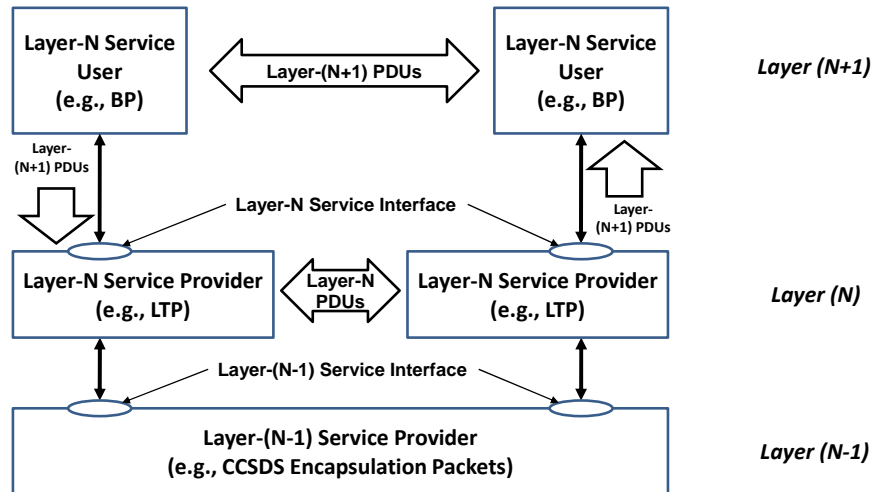 Layer-N Service
User
(e.g., BP)
Layer-(N+1) PDUs
Layer-N Service
User
(e.g., BP)
Layer (N+1)
Layer-
(N+1) PDUs
Layer-
(N+1) PDUs
Layer-N Service Interface
Layer-N Service Provider
(e.g., LTP)
Layer-N
PDUs
Layer-N Service Provider
(e.g., LTP)
Layer (N)
Layer-(N-1) Service Interface
Layer-(N-1) Service Provider
(e.g., CCSDS Encapsulation Packets)
Layer (N-1)